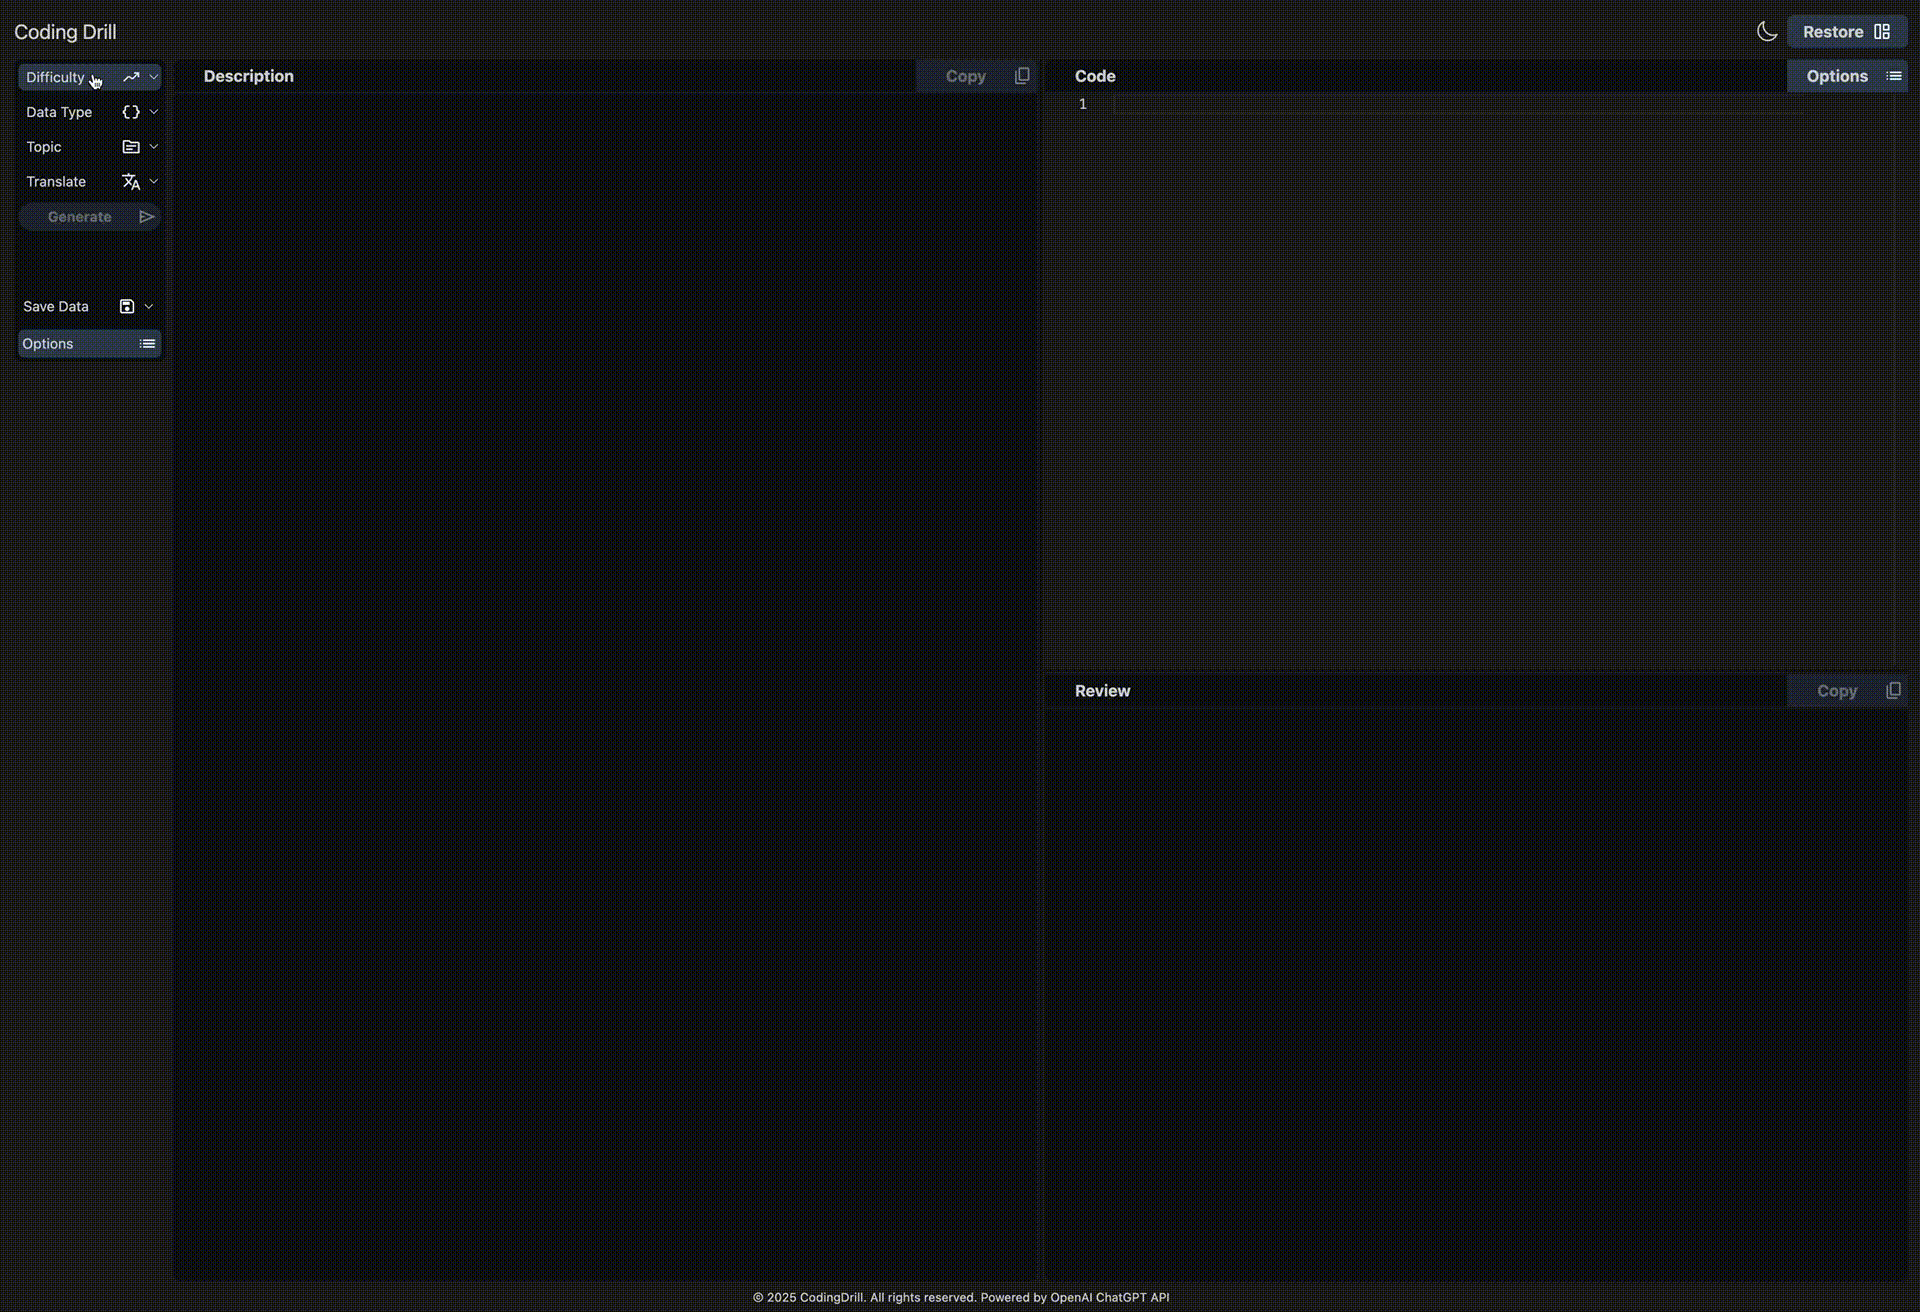 Coding Drill
Restore
Difficulty
Data Type
Topic
Translate
Generate
Save Data
Options
Description
Copy
Code
Options
1
Review
Copy
© 2025 CodingDrill. All rights reserved. Powered by OpenAI ChatGPT API